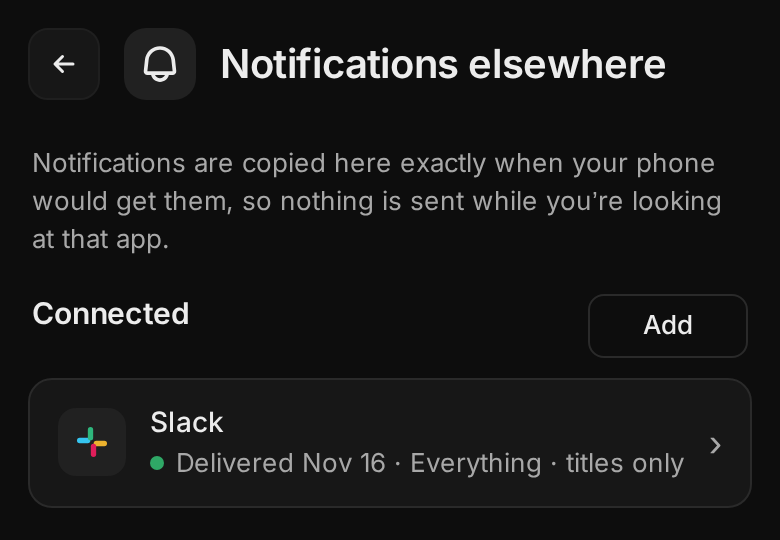 Notifications elsewhere
Notifications are copied here exactly when your phone
would get them, so nothing is sent while you’re looking
at that app.
Connected
Add
Slack
Delivered Nov 16 · Everything · titles only